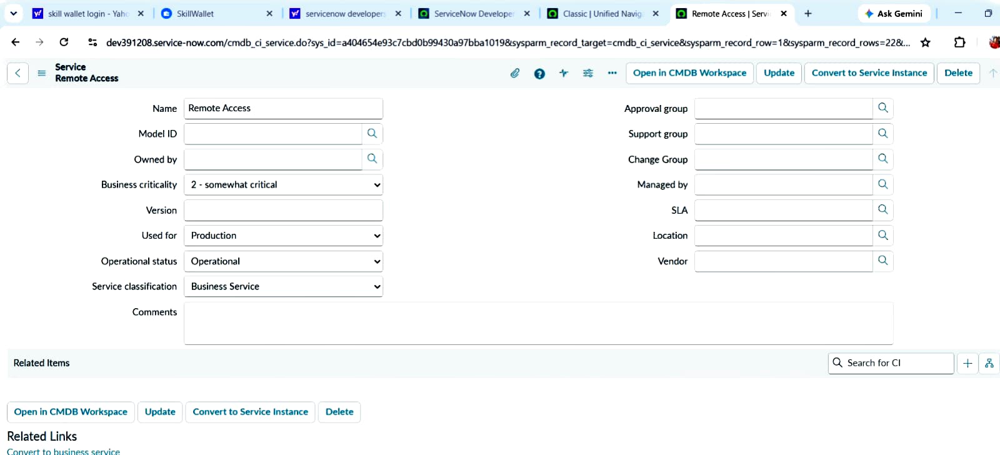 skill wallet login - Yaho
SkillWallet
servicenow developers
ServiceNow Developer
Classic | Unified Naviga
Remote Access | Servi
Ask Gemini
dev391208.service-now.com/cmdb_ci_service.do?sys_id=a404654e93c7cbd0b99430a97bba1019&sysparm_record_target=cmdb_ci_service&sysparm_record_row=1&sysparm_record_rows=22&...
Service
Remote Access
Open in CMDB Workspace
Update
Convert to Service Instance
Delete
Name
Remote Access
Approval group
Model ID
Support group
Owned by
Change Group
Business criticality
2 - somewhat critical
Managed by
Version
SLA
Used for
Production
Location
Operational status
Operational
Vendor
Service classification
Business Service
Comments
Related Items
Search for CI
Open in CMDB Workspace
Update
Convert to Service Instance
Delete
Related Links
Convert to business service